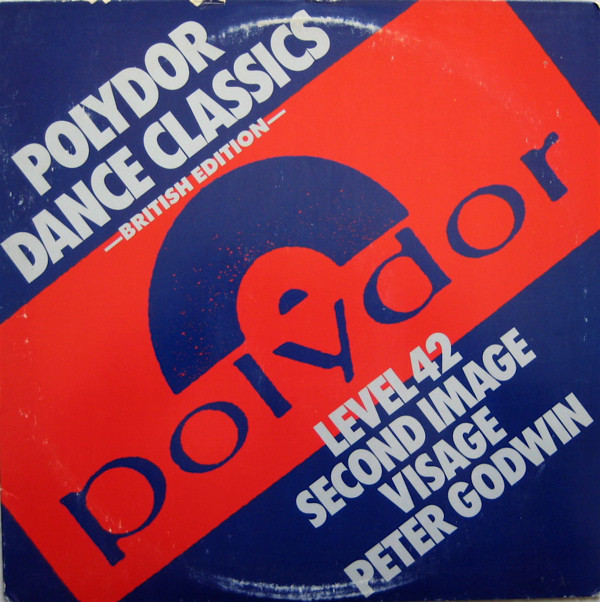 POLYDOR
DANCE CLASSICS
—BRITISH EDITION—
polydor
LEVEL 42
SECOND IMAGE
VISAGE
PETER GODWIN